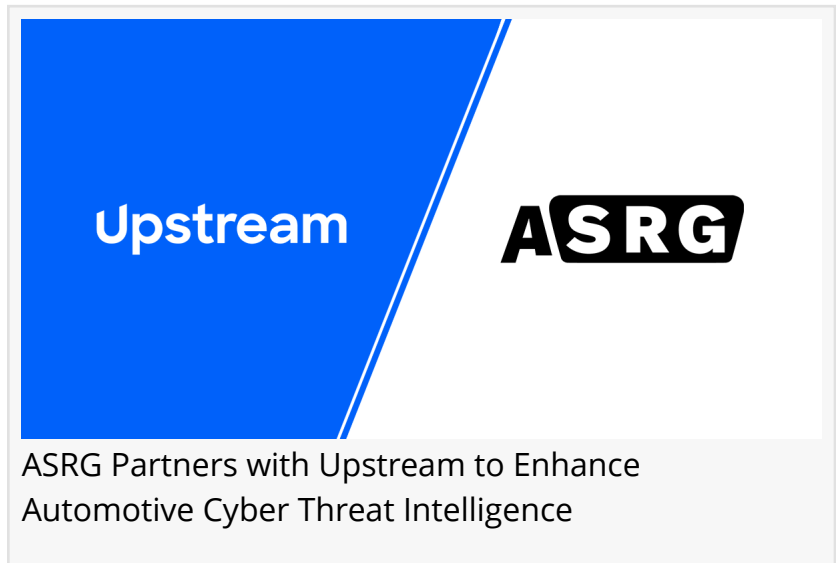 Upstream
ASRG
ASRG Partners with Upstream to Enhance
Automotive Cyber Threat Intelligence